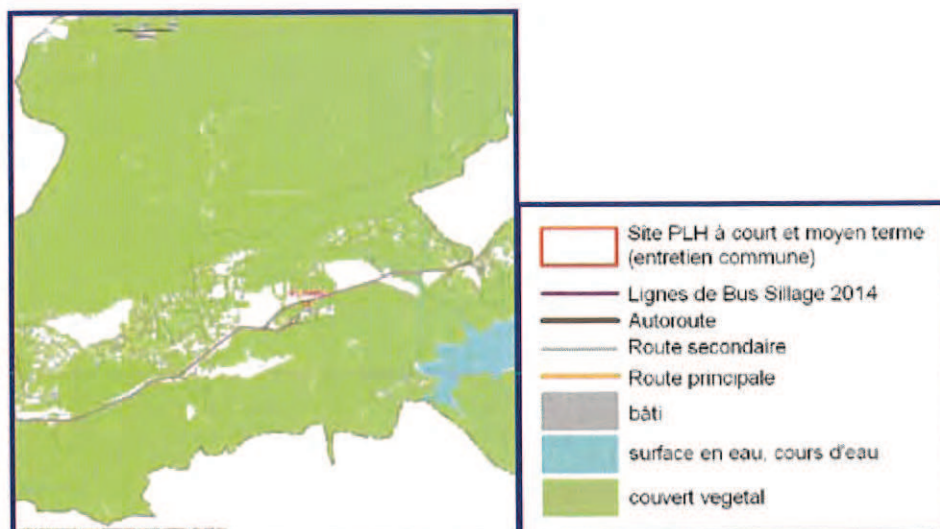 Site PLH à court et moyen terme
(entretien commune)
Lignes de Bus Sillage 2014
Autoroute
Route secondaire
Route principale
bâti
surface en eau, cours d'eau
couvert vegetal